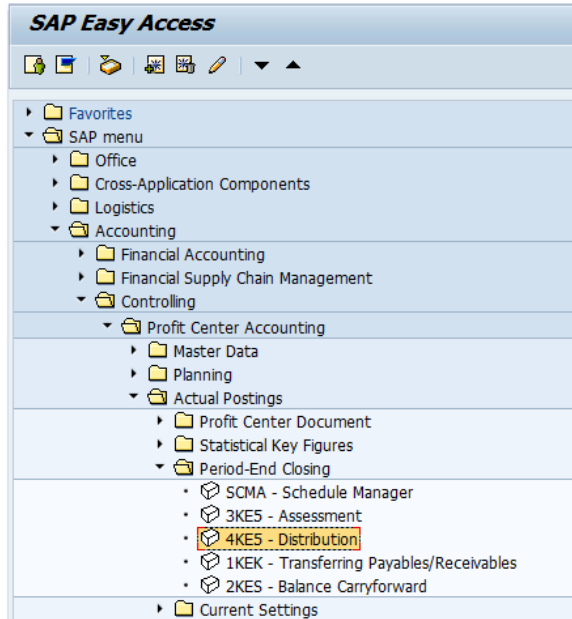 SAP Easy Access
Favorites
SAP menu
Office
Cross-Application Components
Logistics
Accounting
Financial Accounting
Financial Supply Chain Management
Controlling
Profit Center Accounting
Master Data
Planning
Actual Postings
Profit Center Document
Statistical Key Figures
Period-End Closing
SCMA - Schedule Manager
3KE5 - Assessment
4KE5 - Distribution
1KEK - Transferring Payables/Receivables
2KES - Balance Carryforward
Current Settings